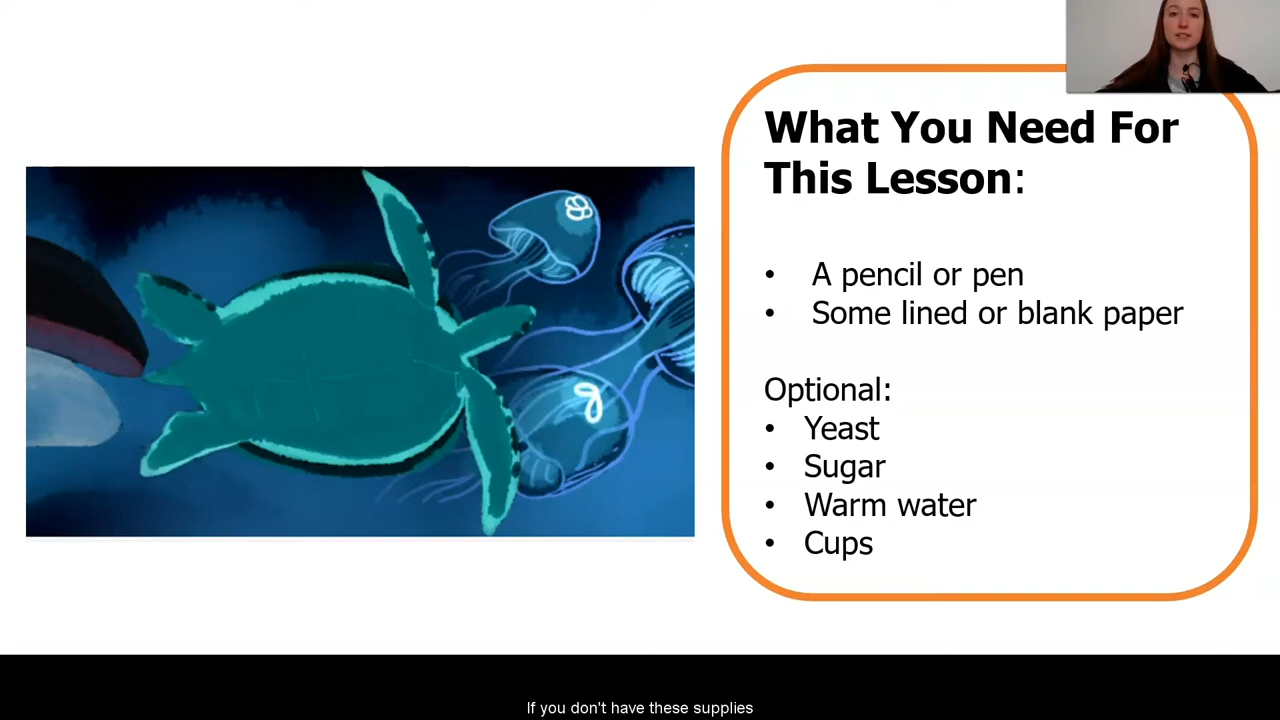 What You Need For
This Lesson:
• A pencil or pen
• Some lined or blank paper
Optional:
• Yeast
• Sugar
• Warm water
• Cups
If you don't have these supplies